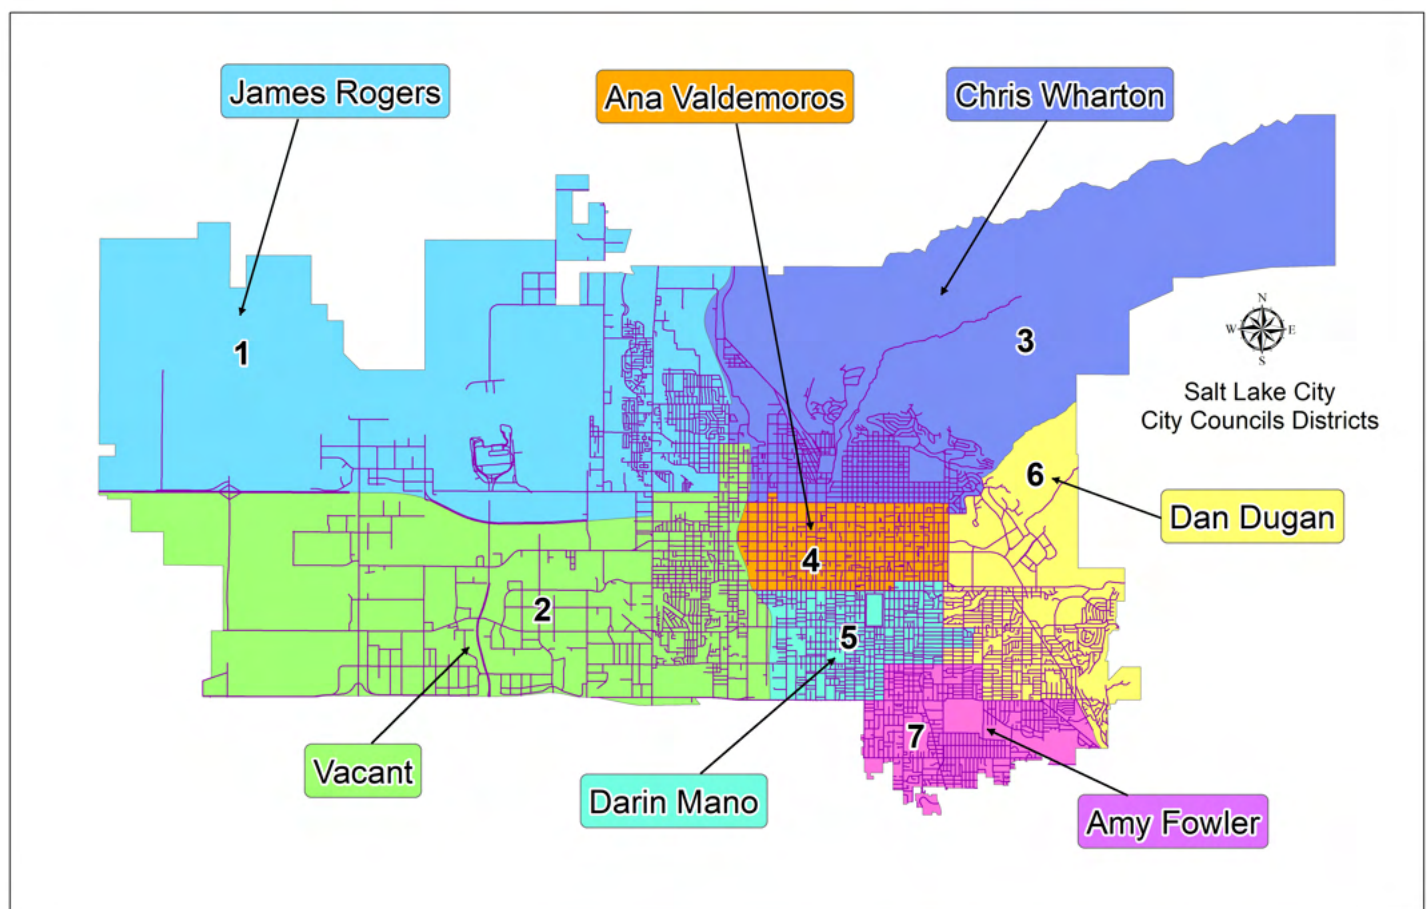 James Rogers
Ana Valdemoros
Chris Wharton
N
W E
S
1
3
Salt Lake City
City Councils Districts
6
Dan Dugan
4
2
5
7
Vacant
Darin Mano
Amy Fowler